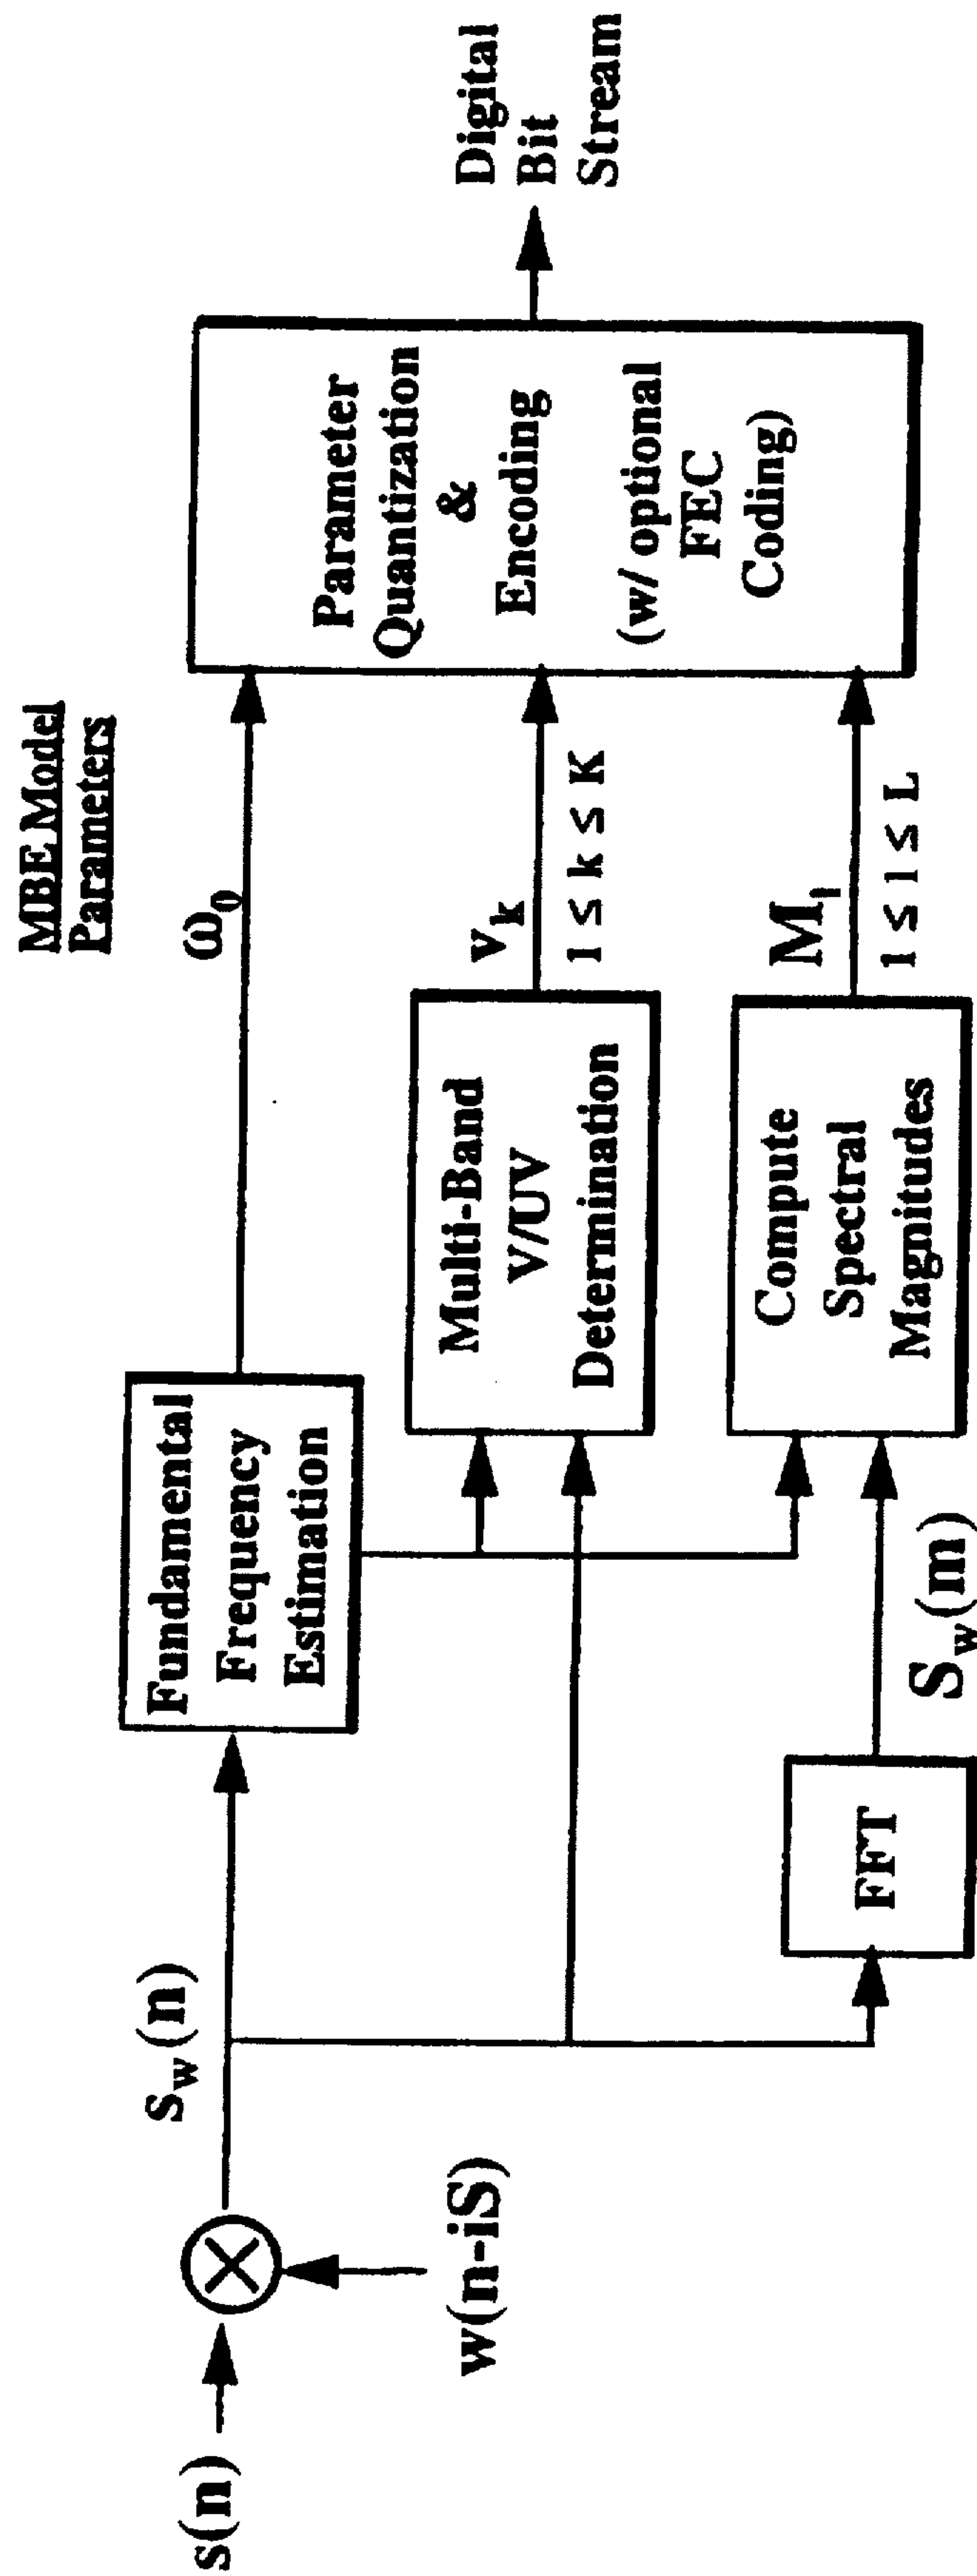 s(n)
w(n-iS)
s_w(n)
Fundamental
Frequency
Estimation
FFT
S_w(m)
Multi-Band
V/UV
Determination
Compute
Spectral
Magnitudes
MBE Model
Parameters
ω_0
v_k
1 ≤ k ≤ K
M_l
1 ≤ l ≤ L
Parameter
Quantization
&
Encoding
(w/ optional
FEC
Coding)
Digital
Bit
Stream